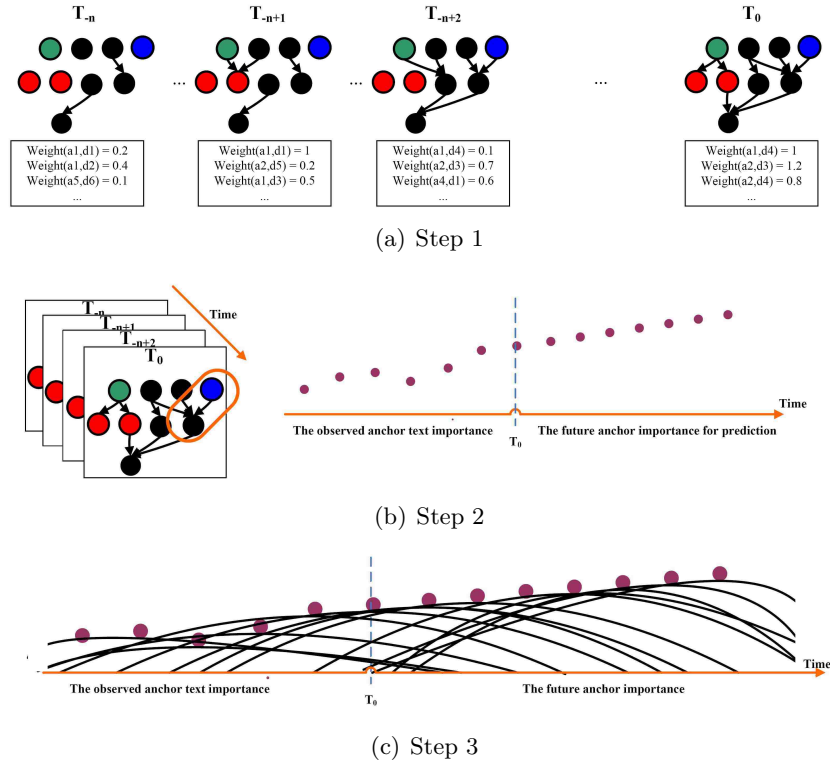 T-n
T-n+1
T-n+2
T0
...
...
...
Weight(a1,d1) = 0.2
Weight(a1,d2) = 0.4
Weight(a5,d6) = 0.1
...
Weight(a1,d1) = 1
Weight(a2,d5) = 0.2
Weight(a1,d3) = 0.5
...
Weight(a1,d4) = 0.1
Weight(a2,d3) = 0.7
Weight(a4,d1) = 0.6
...
Weight(a1,d4) = 1
Weight(a2,d3) = 1.2
Weight(a2,d4) = 0.8
...
(a) Step 1
T-n
T-n+1
T-n+2
T0
Time
Time
The observed anchor text importance
T0
The future anchor importance for prediction
(b) Step 2
Time
The observed anchor text importance
T0
The future anchor importance
(c) Step 3